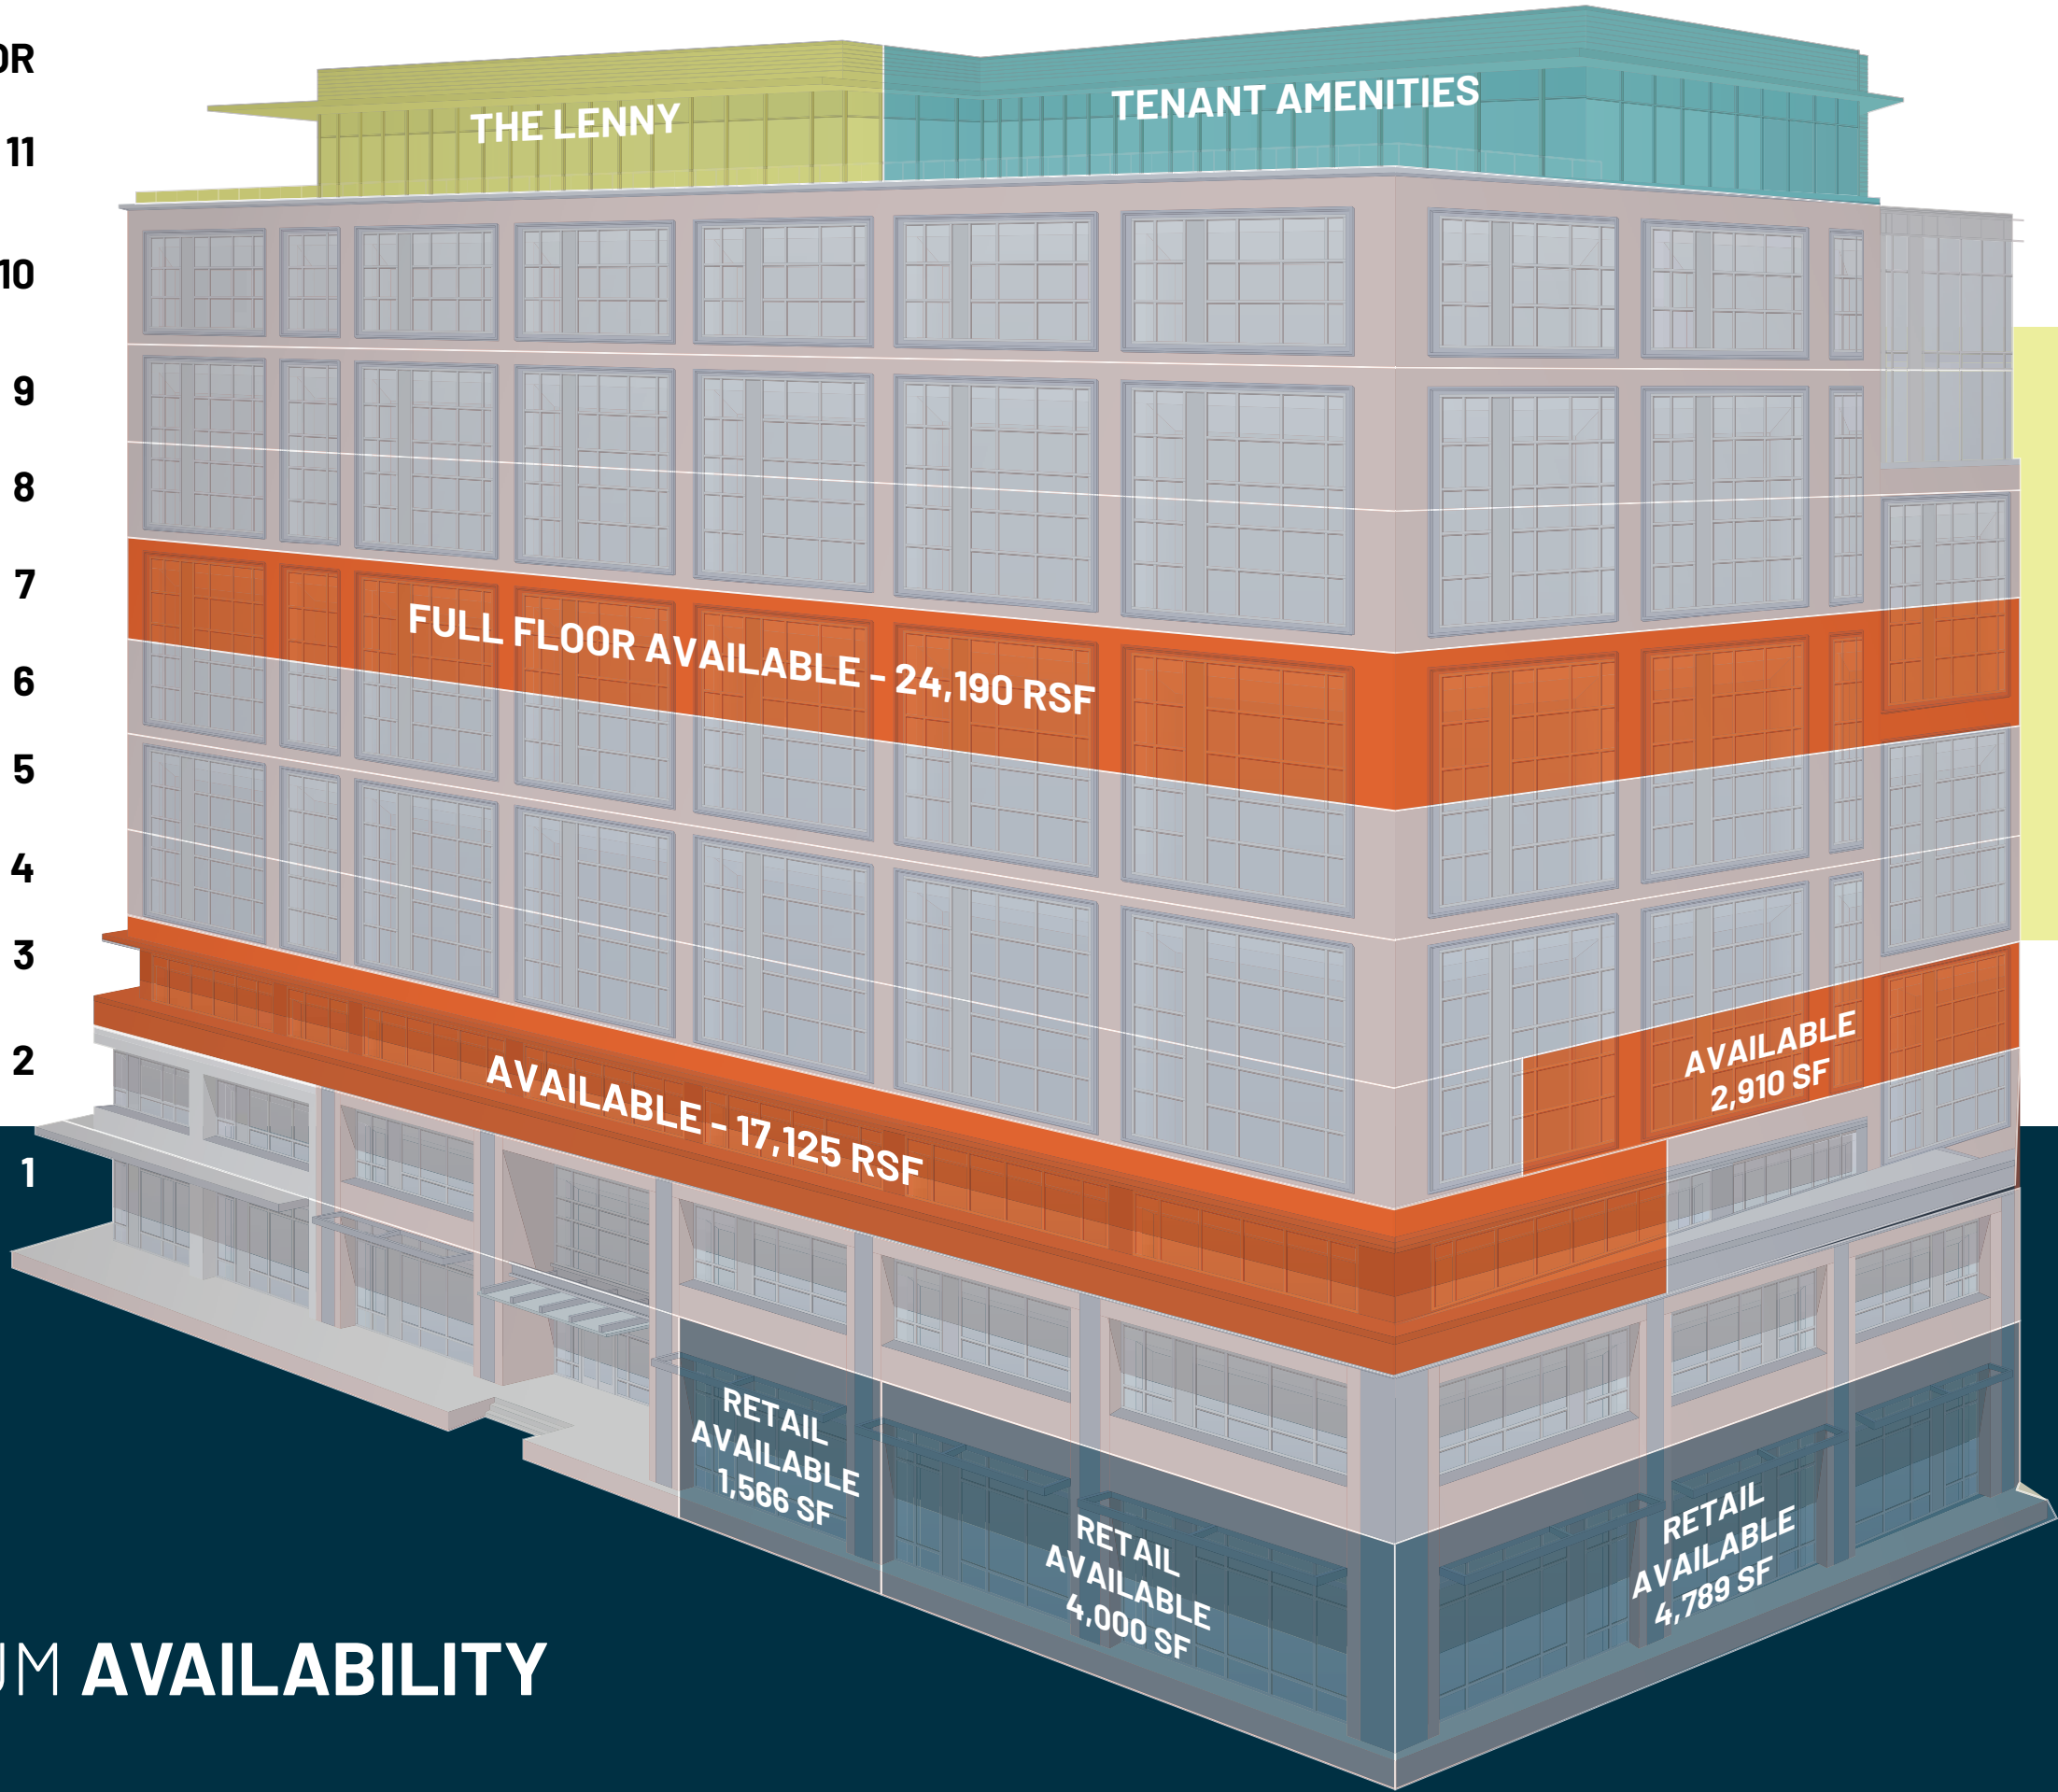 OR
11
10
9
8
7
6
5
4
3
2
1
THE LENNY
TENANT AMENITIES
FULL FLOOR AVAILABLE - 24,190 RSF
AVAILABLE
2,910 SF
AVAILABLE - 17,125 RSF
RETAIL
AVAILABLE
1,566 SF
RETAIL
AVAILABLE
4,000 SF
RETAIL
AVAILABLE
4,789 SF
UM AVAILABILITY